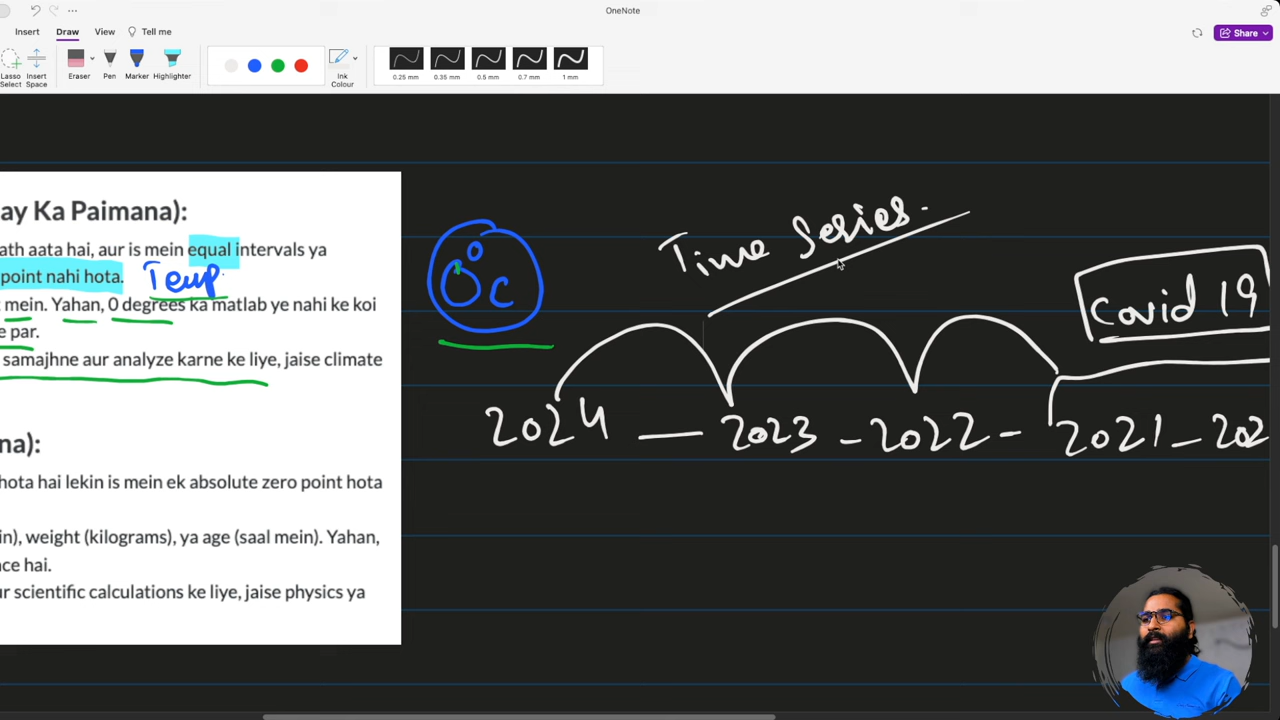 OneNote
Insert
Draw
View
Tell me
Share
Lasso
Select
Insert
Space
Eraser
Pen
Marker
Highlighter
Ink
Colour
0.25 mm
0.35 mm
0.5 mm
0.7 mm
1 mm
ay Ka Paimana):
ath aata hai, aur is mein equal intervals ya
point nahi hota.
Temp
mein. Yahan, 0 degrees ka matlab ye nahi ke koi
e par.
samajhne aur analyze karne ke liye, jaise climate
na):
hota hai lekin is mein ek absolute zero point hota
in), weight (kilograms), ya age (saal mein). Yahan,
ce hai.
ur scientific calculations ke liye, jaise physics ya
0°C
Time Series.
Covid 19
2024 — 2023 - 2022 - 2021 - 202